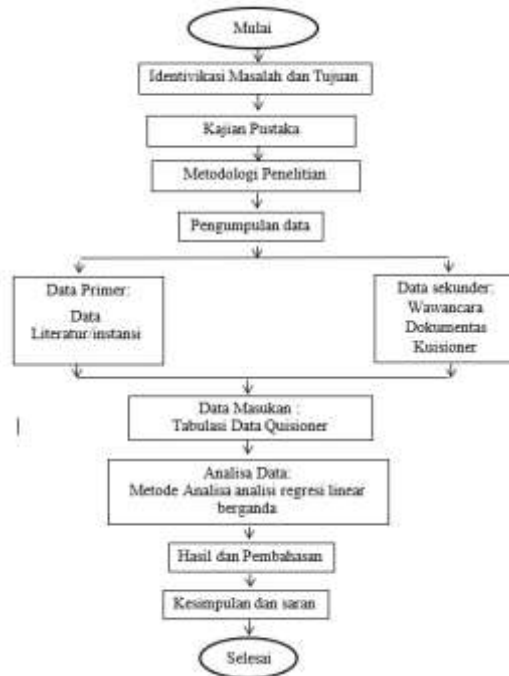 Mulai
Identivikasi Masalah dan Tujuan
Kajian Pustaka
Metodologi Penelitian
Pengumpulan data
Data Primer:
Data
Literatur/instansi
Data sekunder:
Wawancara
Dokumentas
Kuisioner
Data Masukan :
Tabulasi Data Quisioner
Analisa Data:
Metode Analisa analisi regresi linear
berganda
Hasil dan Pembahasan
Kesimpulan dan saran
Selesai